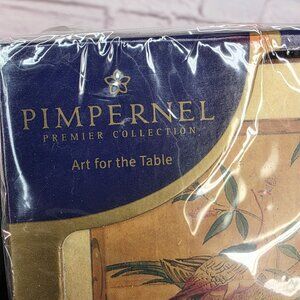 PIMPERNEL
PREMIER COLLECTION
Art for the Table